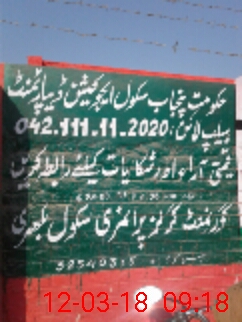 حکومت پنجاب سکول ایجوکیشن ڈیپارٹمنٹ
ہیلپ لائن: 042.111.11.2020
قیمتی آراء اور شکایات کیلئے رابطہ کریں
گورنمنٹ گرلز پرائمری سکول
12-03-18 09:18